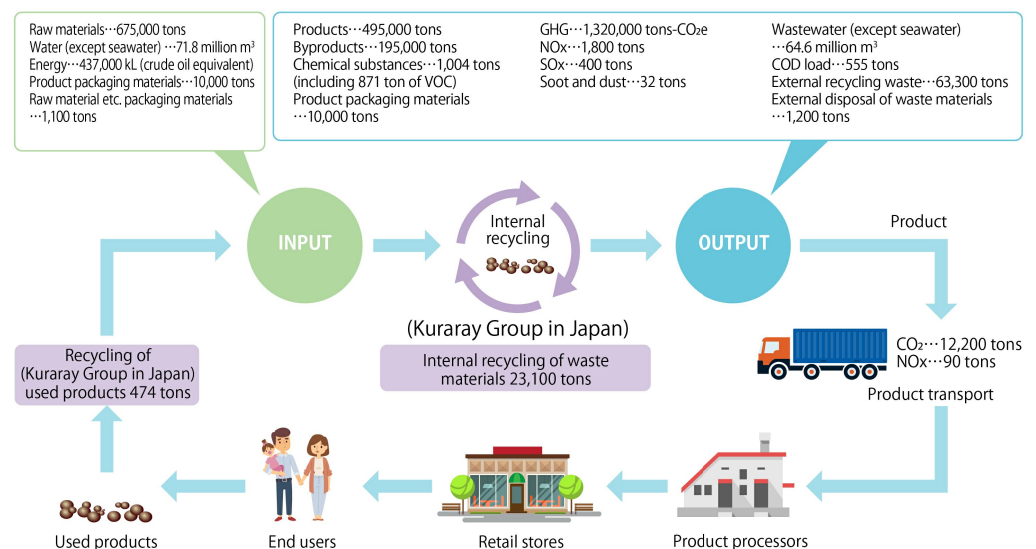 Raw materials⋯675,000 tons
Water (except seawater) ⋯71.8 million m³
Energy⋯437,000 kL (crude oil equivalent)
Product packaging materials⋯10,000 tons
Raw material etc. packaging materials
⋯1,100 tons
Products⋯495,000 tons
Byproducts⋯195,000 tons
Chemical substances⋯1,004 tons
(including 871 ton of VOC)
Product packaging materials
⋯10,000 tons
GHG⋯1,320,000 tons-CO₂e
NOx⋯1,800 tons
SOx⋯400 tons
Soot and dust⋯32 tons
Wastewater (except seawater)
⋯64.6 million m³
COD load⋯555 tons
External recycling waste⋯63,300 tons
External disposal of waste materials
⋯1,200 tons
INPUT
Internal
recycling
OUTPUT
Product
(Kuraray Group in Japan)
Internal recycling of waste
materials 23,100 tons
CO₂⋯12,200 tons
NOx⋯90 tons
Product transport
Recycling of
(Kuraray Group in Japan)
used products 474 tons
Used products
End users
Retail stores
Product processors